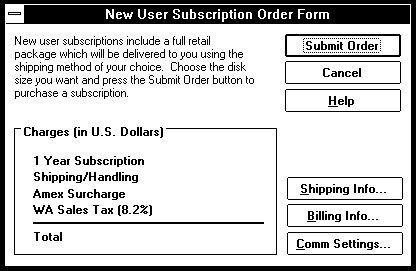 New User Subscription Order Form
New user subscriptions include a full retail
package which will be delivered to you using the
shipping method of your choice. Choose the disk
size you want and press the Submit Order button to
purchase a subscription.
Submit Order
Cancel
Help
Charges (in U.S. Dollars)
1 Year Subscription
Shipping/Handling
Amex Surcharge
WA Sales Tax (8.2%)
Total
Shipping Info...
Billing Info...
Comm Settings...